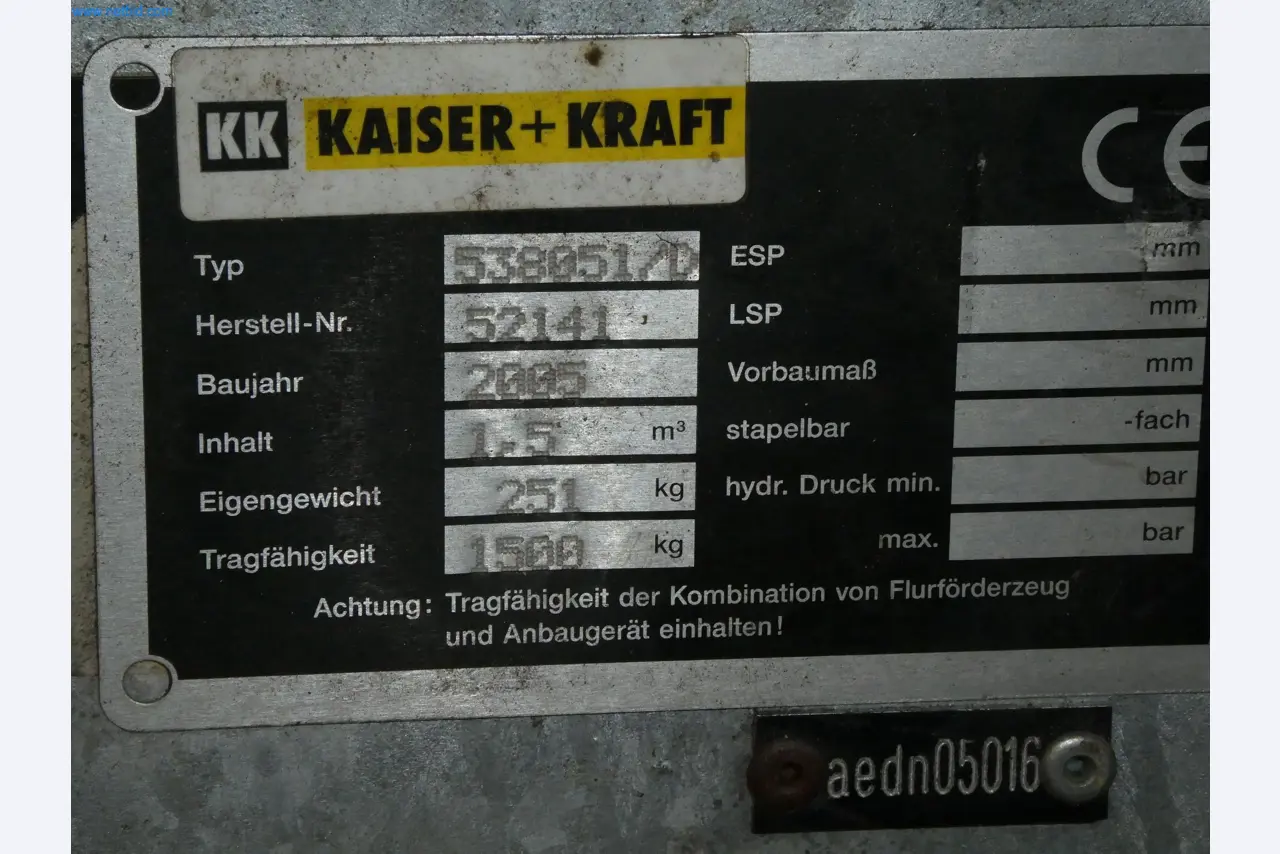 KK KAISER+KRAFT
CE
Typ 538051/D
Herstell-Nr. 52141
Baujahr 2005
Inhalt 1.5 m³
Eigengewicht 251 kg
Tragfähigkeit 1500 kg
ESP mm
LSP mm
Vorbaumaß mm
stapelbar -fach
hydr. Druck min. bar
max. bar
Achtung: Tragfähigkeit der Kombination von Flurförderzeug
und Anbaugerät einhalten!
aedn05016